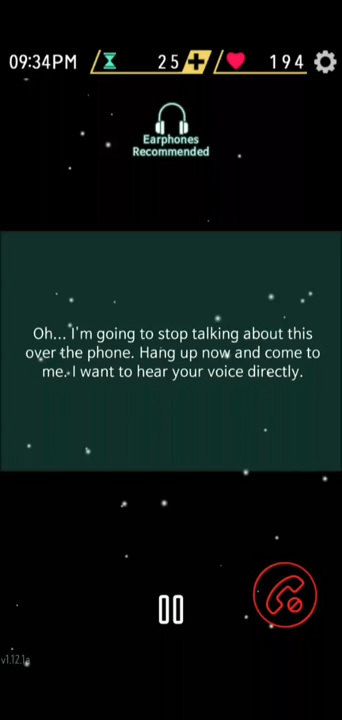 09:34PM 25 194
Earphones
Recommended
Oh... I'm going to stop talking about this
over the phone. Hang up now and come to
me. I want to hear your voice directly.